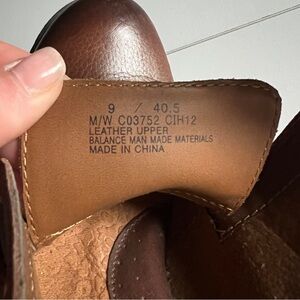 9 / 40.5
M/W C03752 CIH12
LEATHER UPPER
BALANCE MAN MADE MATERIALS
MADE IN CHINA